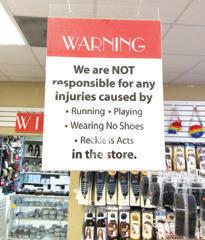 WARNING
We are NOT
responsible for any
injuries caused by
• Running • Playing
• Wearing No Shoes
• Reckless Acts
in the store.
W I